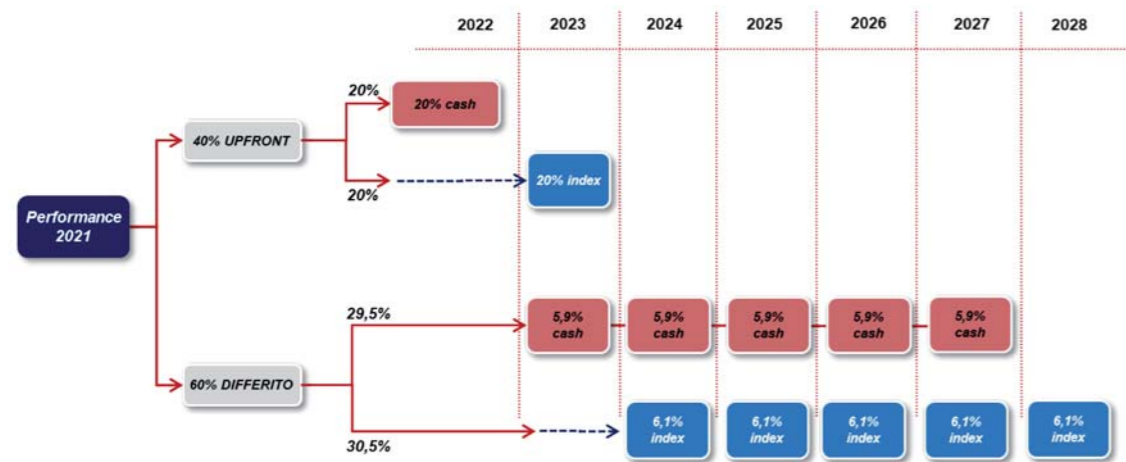 2022 2023 2024 2025 2026 2027 2028
20%
20% cash
40% UPFRONT
20% index
20%
Performance
2021
29,5%
5,9% 5,9% 5,9% 5,9% 5,9%
cash cash cash cash cash
60% DIFFERITO
6,1% 6,1% 6,1% 6,1% 6,1%
index index index index index
30,5%